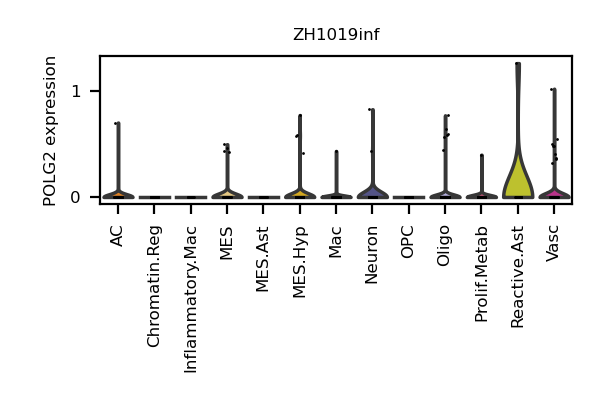 ZH1019inf
POLG2 expression
1
0
AC
Chromatin.Reg
Inflammatory.Mac
MES
MES.Ast
MES.Hyp
Mac
Neuron
OPC
Oligo
Prolif.Metab
Reactive.Ast
Vasc